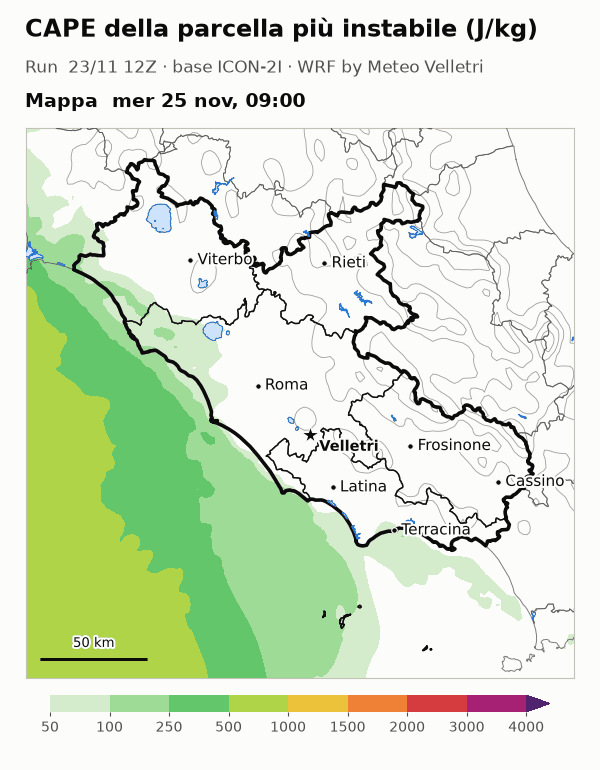 CAPE della parcella più instabile (J/kg)
Run  23/11 12Z · base ICON-2I · WRF by Meteo Velletri
Mappa  mer 25 nov, 09:00
Viterbo
Rieti
Roma
Velletri
Frosinone
Cassino
Latina
Terracina
50 km
50 100 250 500 1000 1500 2000 3000 4000